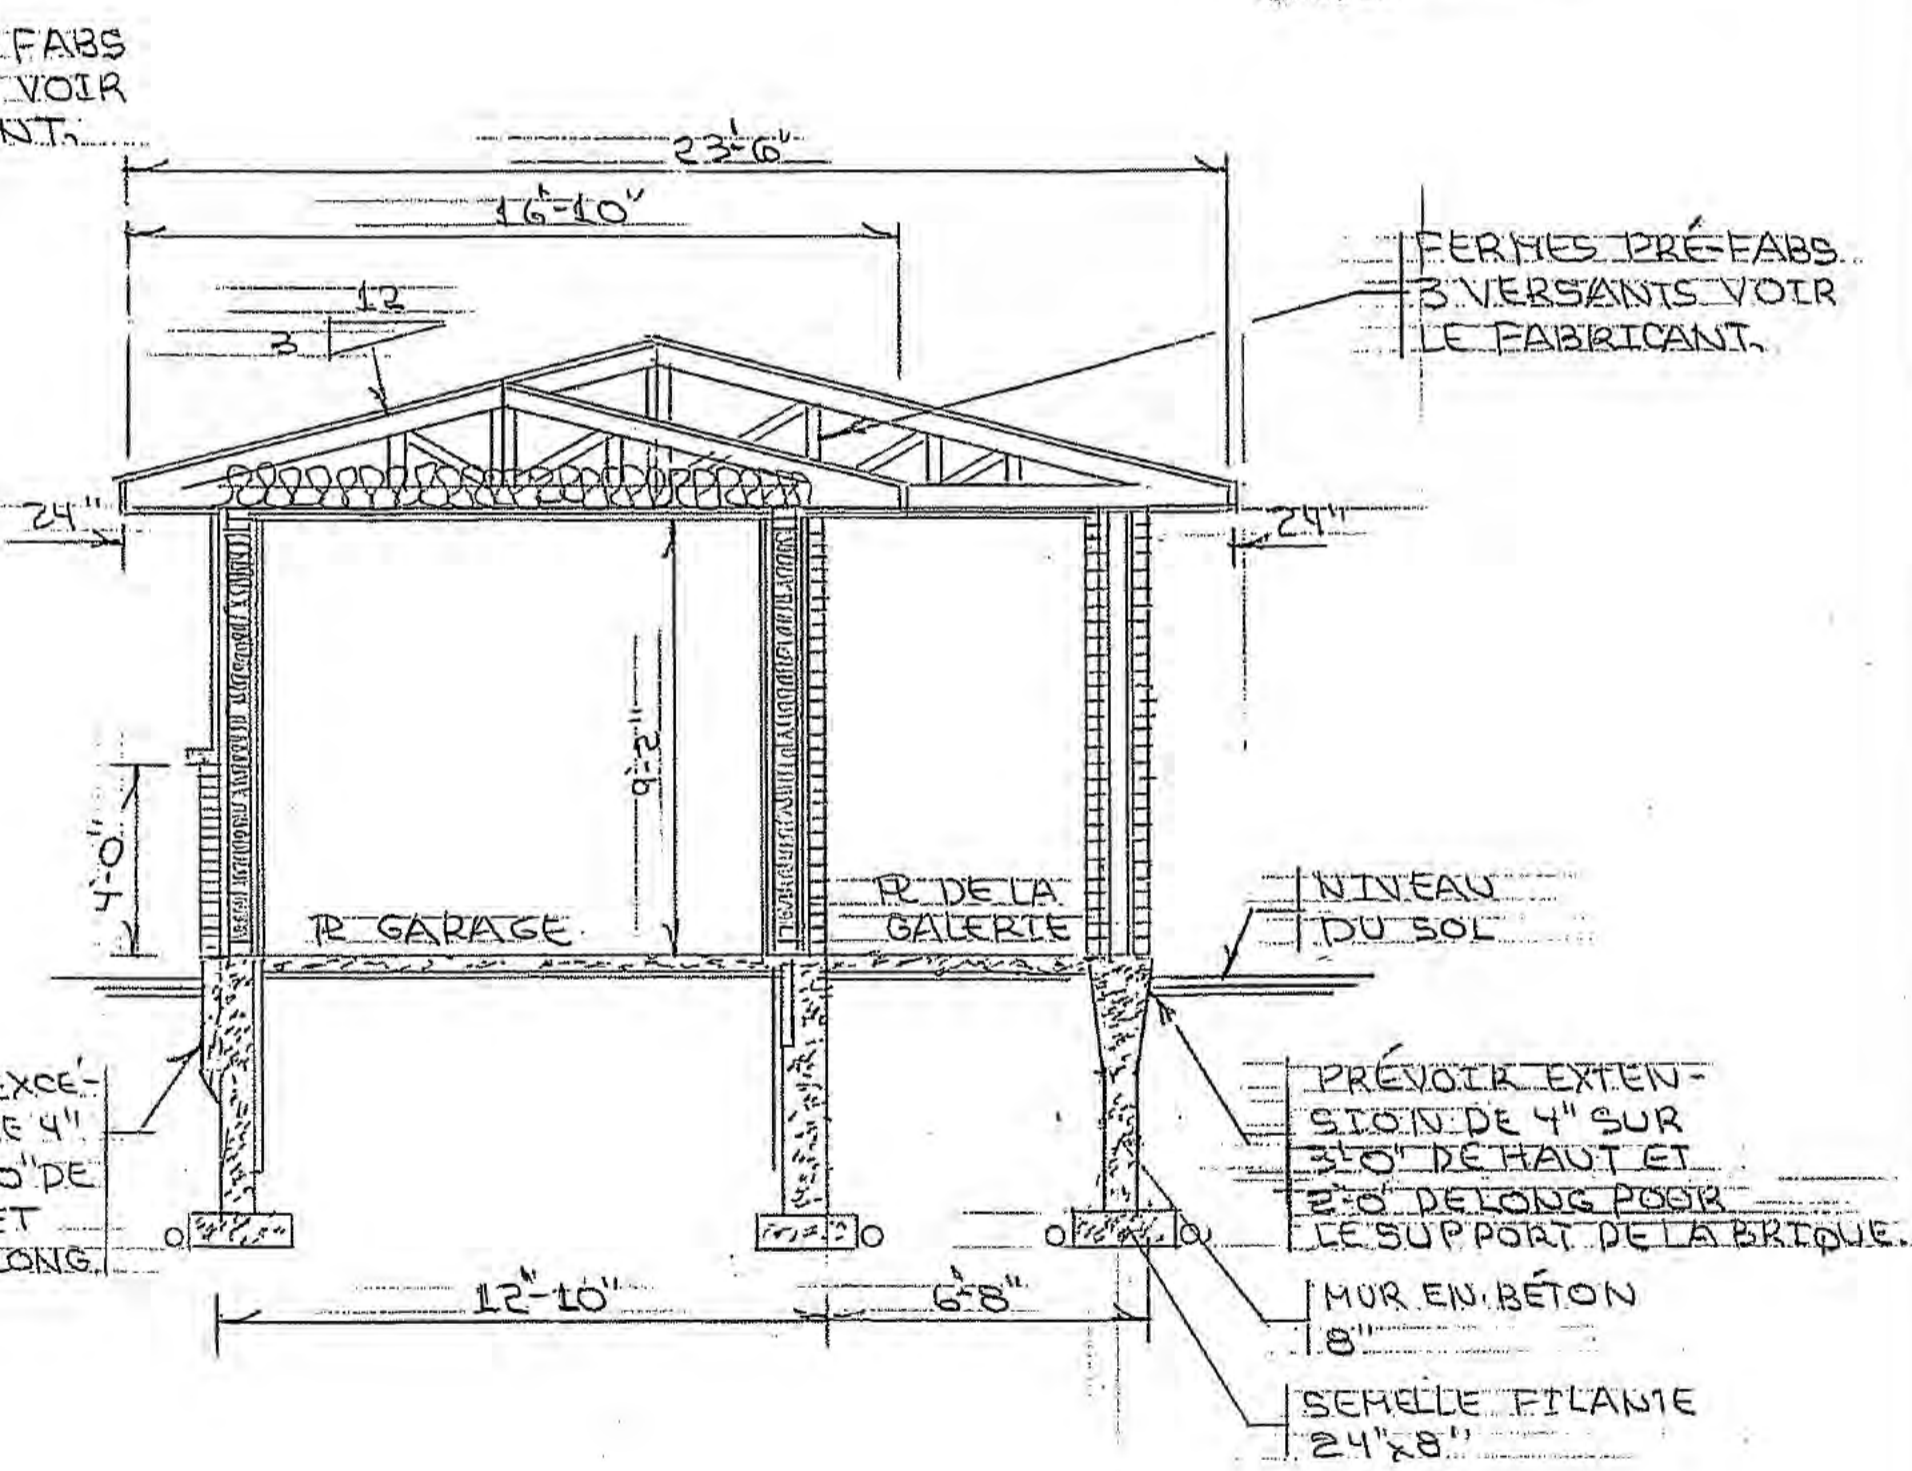 FABS
VOIR
NT.
23'-6"
16'-10"
12
3
FERMES PRÉ-FABS
3 VERSANTS VOIR
LE FABRICANT.
24"
24"
9'-2"
4'-0"
PL GARAGE
PL DE LA
GALERIE
NIVEAU
DU SOL
EXCÉ-
E 4"
0" DE
ET
LONG
PRÉVOIR EXTEN-
SION DE 4" SUR
3'-0" DE HAUT ET
2'-0" DE LONG POUR
LE SUPPORT DE LA BRIQUE.
12'-10"
6'-8"
MUR EN BÉTON
8"
SEMELLE FILANTE
24"x8"